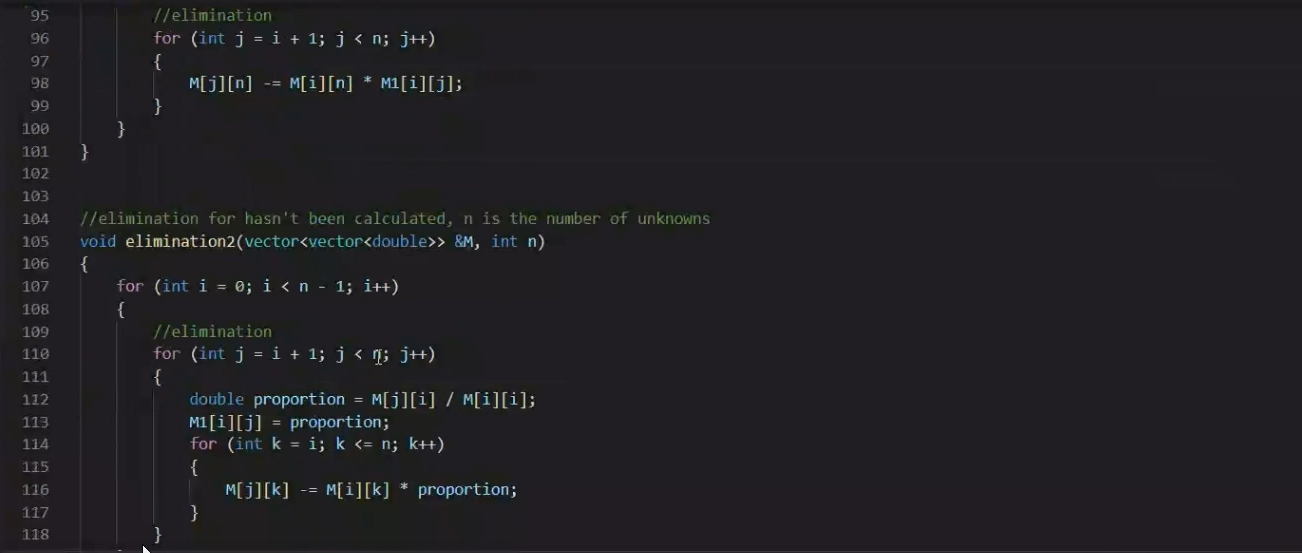 95 //elimination
96 for (int j = i + 1; j < n; j++)
97 {
98 M[j][n] -= M[i][n] * M1[i][j];
99 }
100 }
101 }
102
103
104 //elimination for hasn't been calculated, n is the number of unknowns
105 void elimination2(vector<vector<double>> &M, int n)
106 {
107 for (int i = 0; i < n - 1; i++)
108 {
109 //elimination
110 for (int j = i + 1; j < n; j++)
111 {
112 double proportion = M[j][i] / M[i][i];
113 M1[i][j] = proportion;
114 for (int k = i; k <= n; k++)
115 {
116 M[j][k] -= M[i][k] * proportion;
117 }
118 }